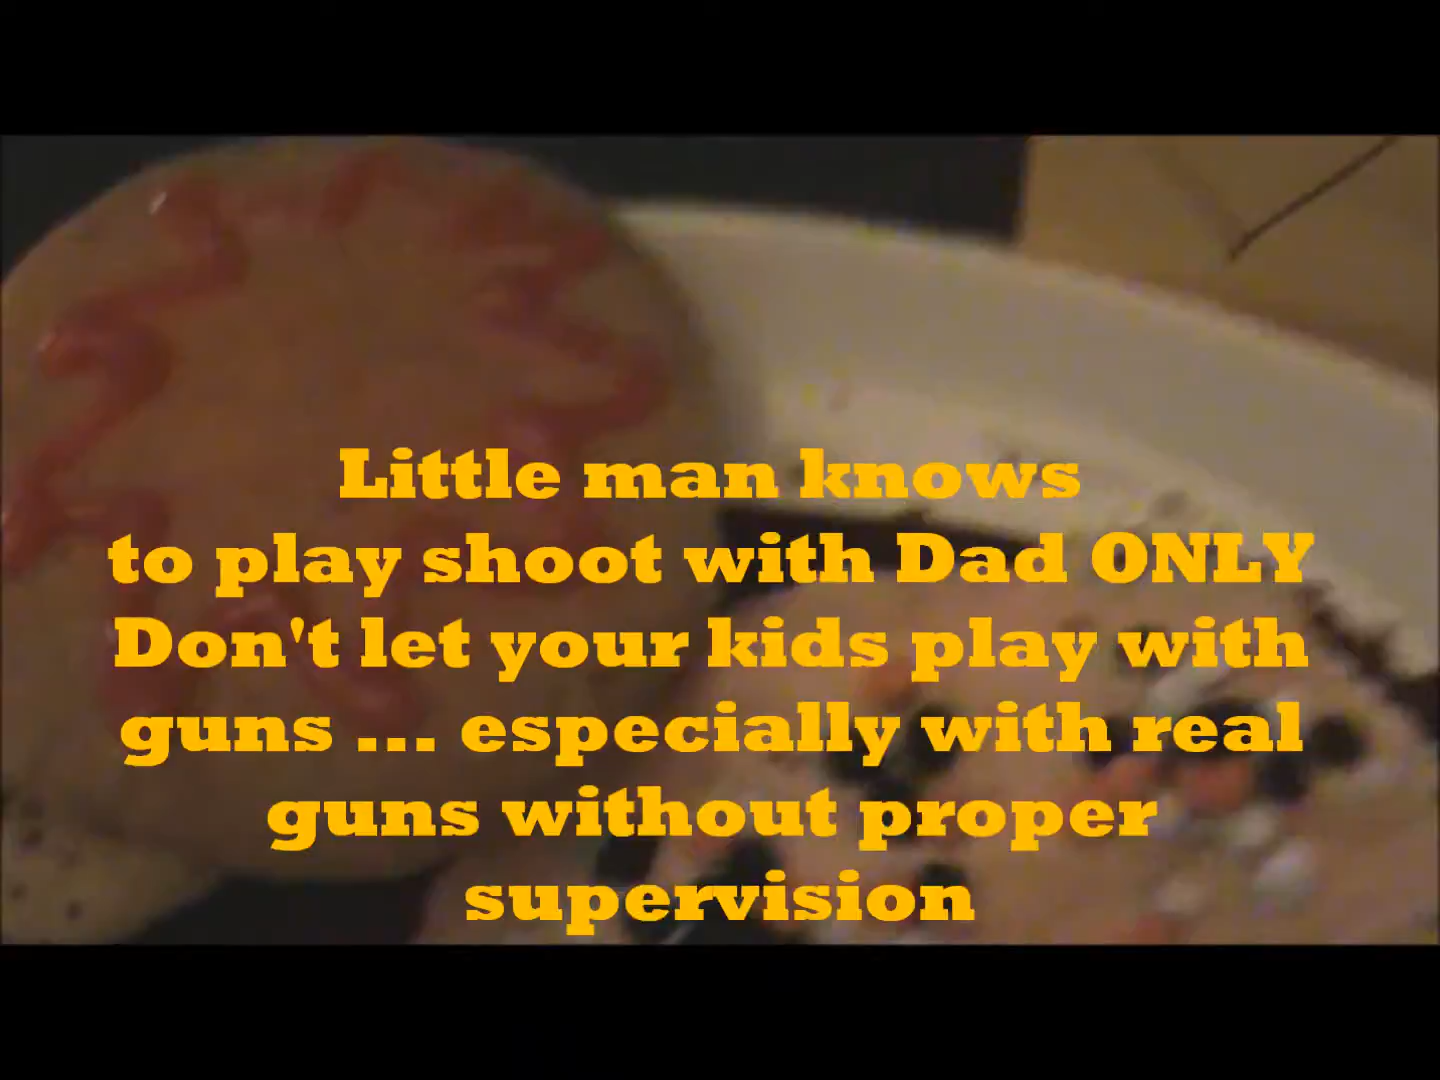 Little man knows
to play shoot with Dad ONLY
Don't let your kids play with
guns ... especially with real
guns without proper
supervision